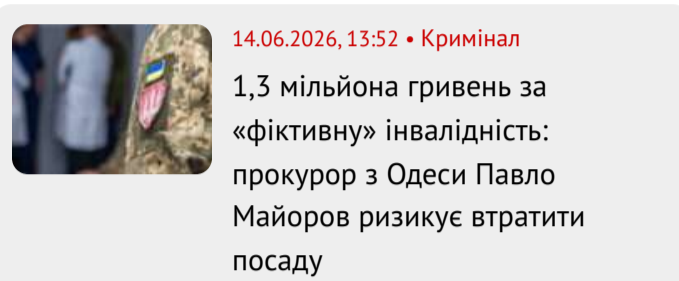 14.06.2026, 13:52 • Кримінал
1,3 мільйона гривень за
«фіктивну» інвалідність:
прокурор з Одеси Павло
Майоров ризикує втратити
посаду